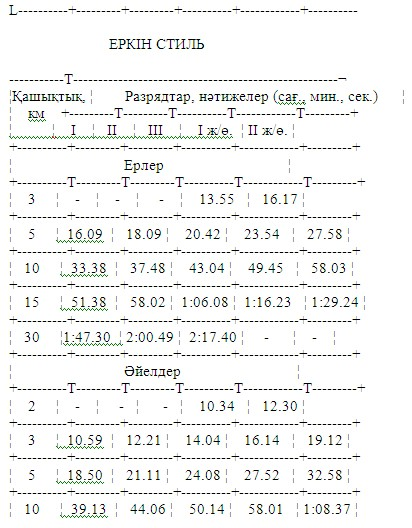 L----------+---------+----------+-----------+------------+----------
ЕРКІН СТИЛЬ
-----------T-----------------------------------------------------¬
¦Қашықтық,¦ Разрядтар, нәтижелер (сағ., мин., сек.) ¦
¦ км +---------T---------T----------T----------T----------+
¦ ¦ I ¦ II ¦ III ¦ I ж/ө. ¦ II ж/ө. ¦
+----------+---------+---------+----------+----------+----------+
¦ Ерлер ¦
+----------T---------T---------T----------T----------T----------+
¦ 3 ¦ - ¦ - ¦ - ¦ 13.55 ¦ 16.17¦
+----------+---------+---------+----------+----------+----------+
¦ 5 ¦ 16.09 ¦ 18.09 ¦ 20.42 ¦ 23.54 ¦ 27.58 ¦
+----------+---------+---------+----------+----------+----------+
¦ 10 ¦ 33.38 ¦ 37.48 ¦ 43.04 ¦ 49.45 ¦ 58.03 ¦
+----------+---------+---------+----------+----------+----------+
¦ 15 ¦ 51.38 ¦ 58.02 ¦ 1:06.08 ¦ 1:16.23 ¦ 1:29.24¦
+----------+---------+---------+----------+----------+----------+
¦ 30 ¦1:47.30 ¦ 2:00.49 ¦ 2:17.40 ¦ - ¦ - ¦
+----------+---------+---------+----------+----------+----------+
¦ Әйелдер ¦
+----------T---------T---------T----------T----------T----------+
¦ 2 ¦ - ¦ - ¦ - ¦ 10.34 ¦ 12.30¦
+----------+---------+---------+----------+----------+----------+
¦ 3 ¦ 10.59 ¦ 12.21 ¦ 14.04 ¦ 16.14 ¦ 19.12 ¦
+----------+---------+---------+----------+----------+----------+
¦ 5 ¦ 18.50 ¦ 21.11 ¦ 24.08 ¦ 27.52 ¦ 32.58 ¦
+----------+---------+---------+----------+----------+----------+
¦ 10 ¦ 39.13 ¦ 44.06 ¦ 50.14 ¦ 58.01 ¦ 1:08.37¦